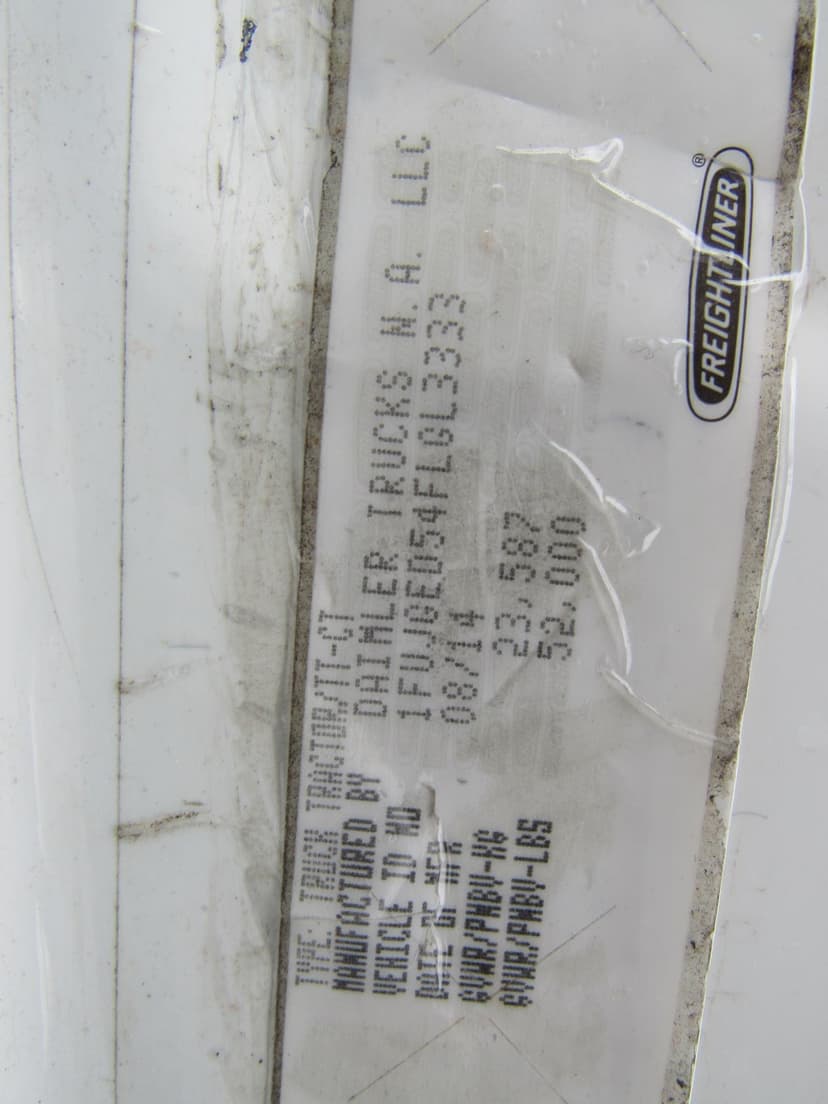 FREIGHTLINER®
TYPE: TRUCK TRACTOR/TT-CT
MANUFACTURED BY DAIMLER TRUCKS N.A. LLC
VEHICLE ID NO 1FUJGED54FLGL3333
DATE OF MFR 08/14
GVWR/PNBV-KG 23,587
GVWR/PNBV-LBS 52,000